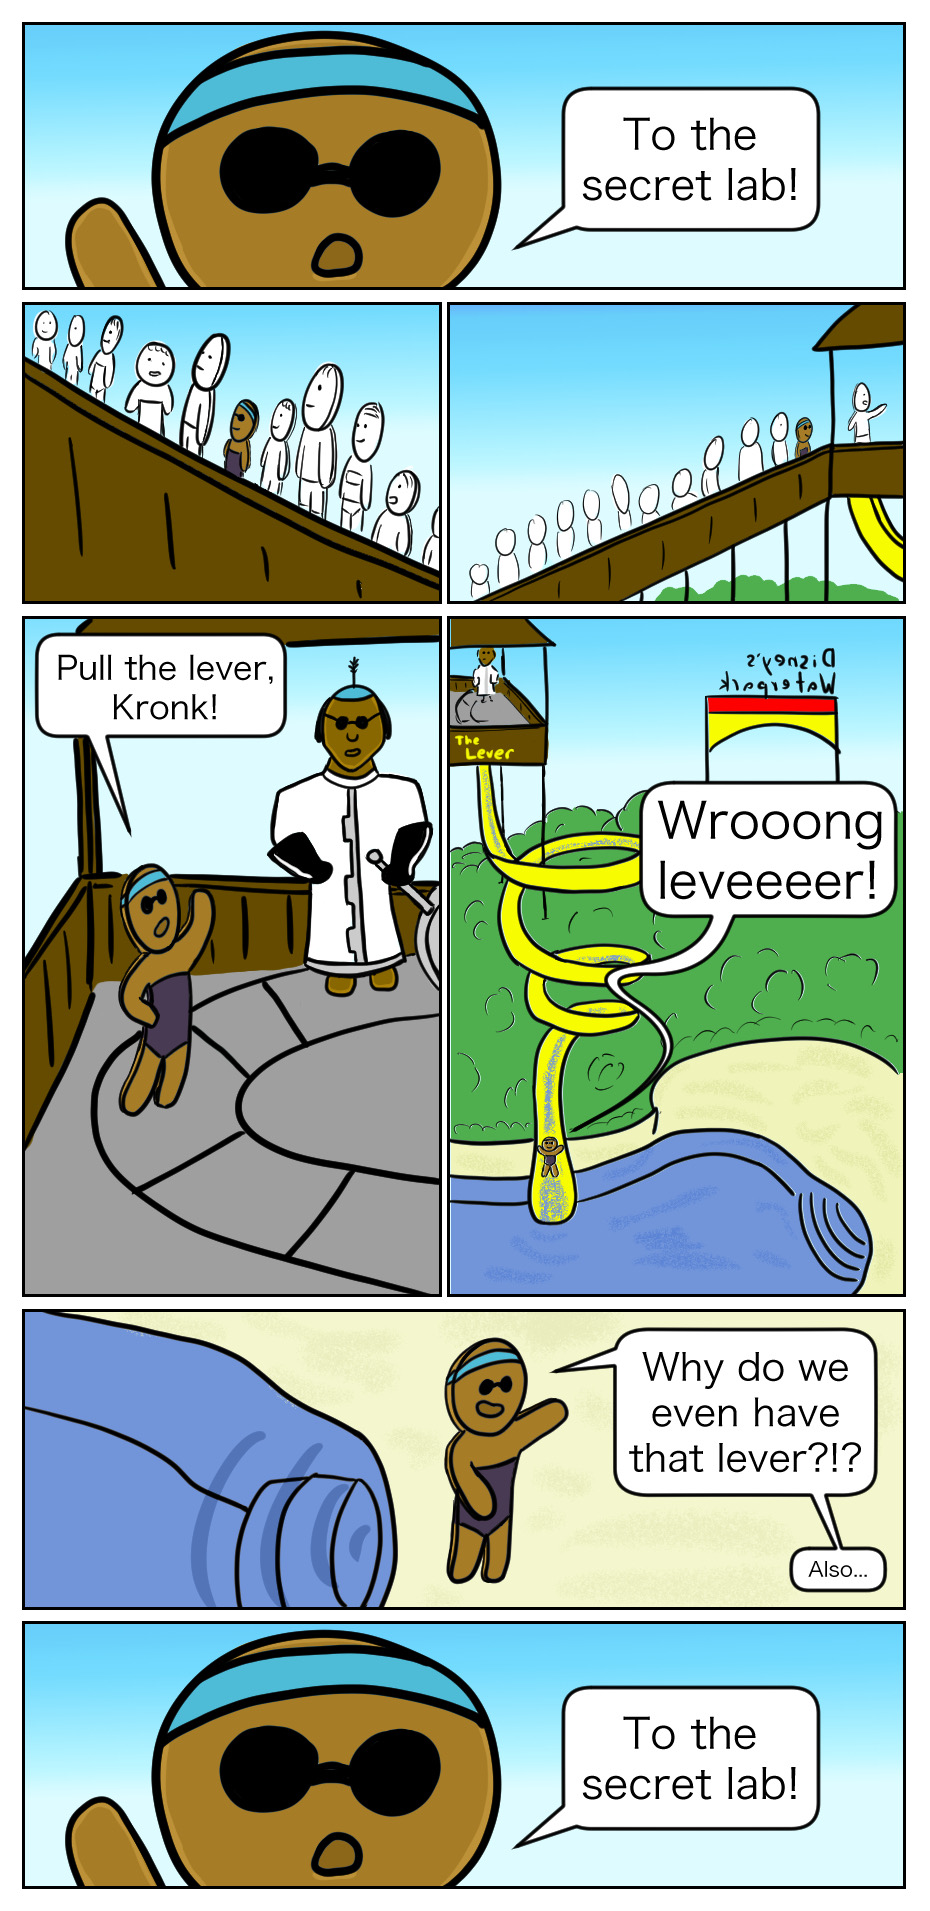 To the
secret lab!
Pull the lever,
Kronk!
Disney's
Waterpark
The
Lever
Wrooong
leveeeer!
Why do we
even have
that lever?!?
Also...
To the
secret lab!